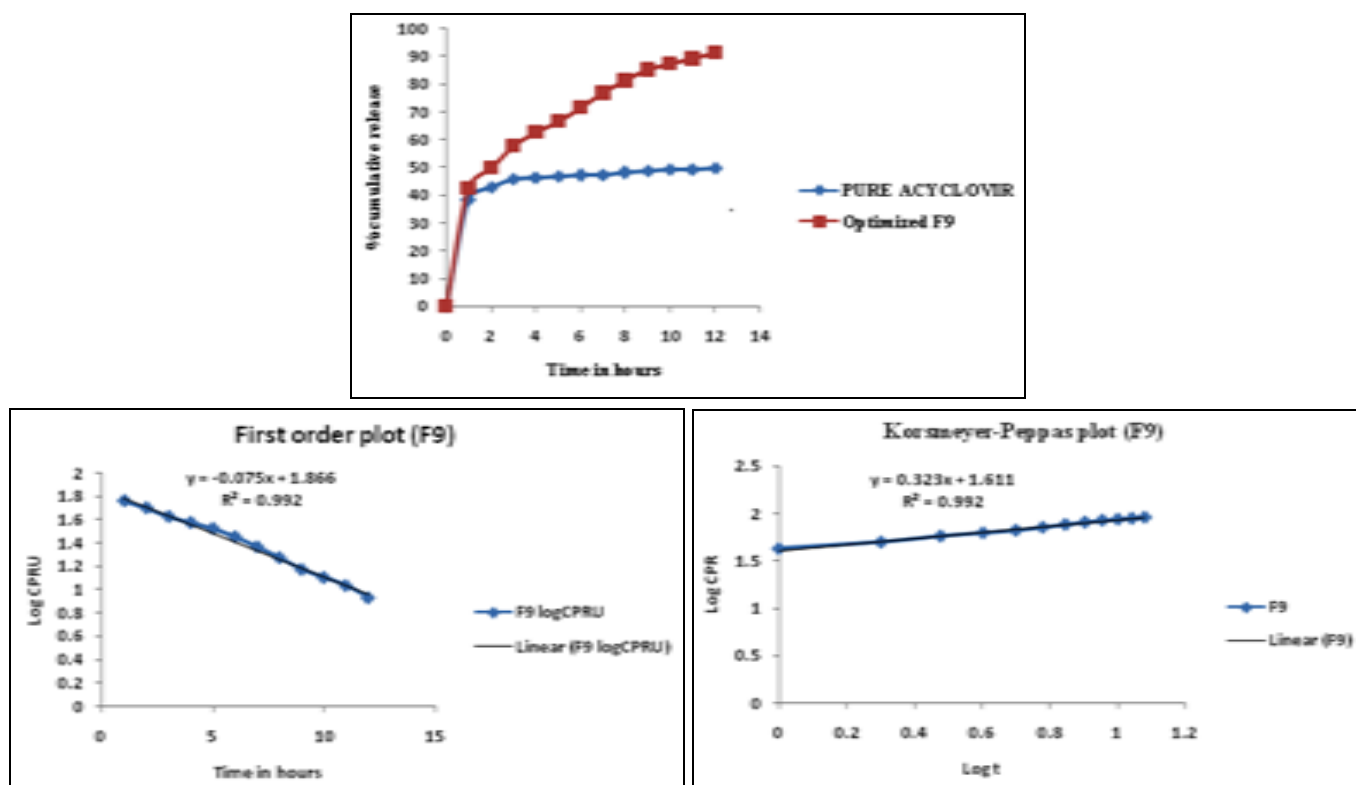 100
90
80
70
60
50
40
30
20
10
0
0 2 4 6 8 10 12 14
%cumulative release
Time in hours
PURE ACYCLOVIR
Optimized F9
First order plot (F9)
y = -0.075x + 1.866
R² = 0.992
2
1.8
1.6
1.4
1.2
1
0.8
0.6
0.4
0.2
0
0 5 10 15
Log CPRU
Time in hours
F9 logCPRU
Linear (F9 logCPRU)
Korsmeyer-Peppas plot (F9)
y = 0.323x + 1.611
R² = 0.992
2.5
2
1.5
1
0.5
0
0 0.2 0.4 0.6 0.8 1 1.2
Log CPR
Log t
F9
Linear (F9)